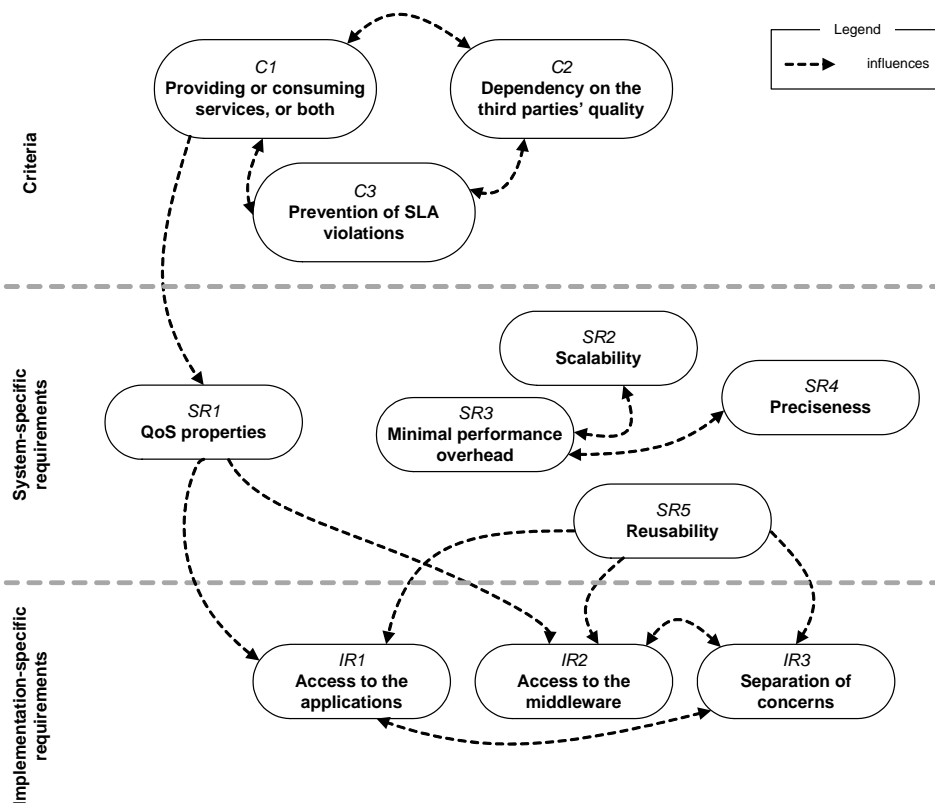 Legend
influences
Criteria
C1
Providing or consuming
services, or both
C2
Dependency on the
third parties’ quality
C3
Prevention of SLA
violations
System-specific
requirements
SR2
Scalability
SR4
Preciseness
SR1
QoS properties
SR3
Minimal performance
overhead
SR5
Reusability
Implementation-specific
requirements
IR1
Access to the
applications
IR2
Access to the
middleware
IR3
Separation of
concerns